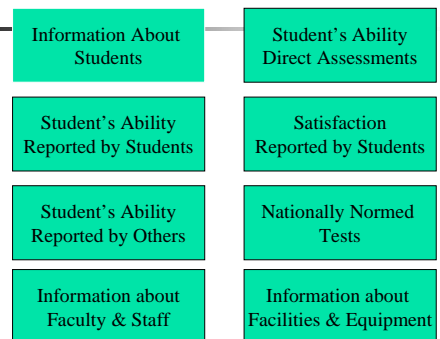 Information About
Students
Student’s Ability
Direct Assessments
Student’s Ability
Reported by Students
Satisfaction
Reported by Students
Student’s Ability
Reported by Others
Nationally Normed
Tests
Information about
Faculty & Staff
Information about
Facilities & Equipment